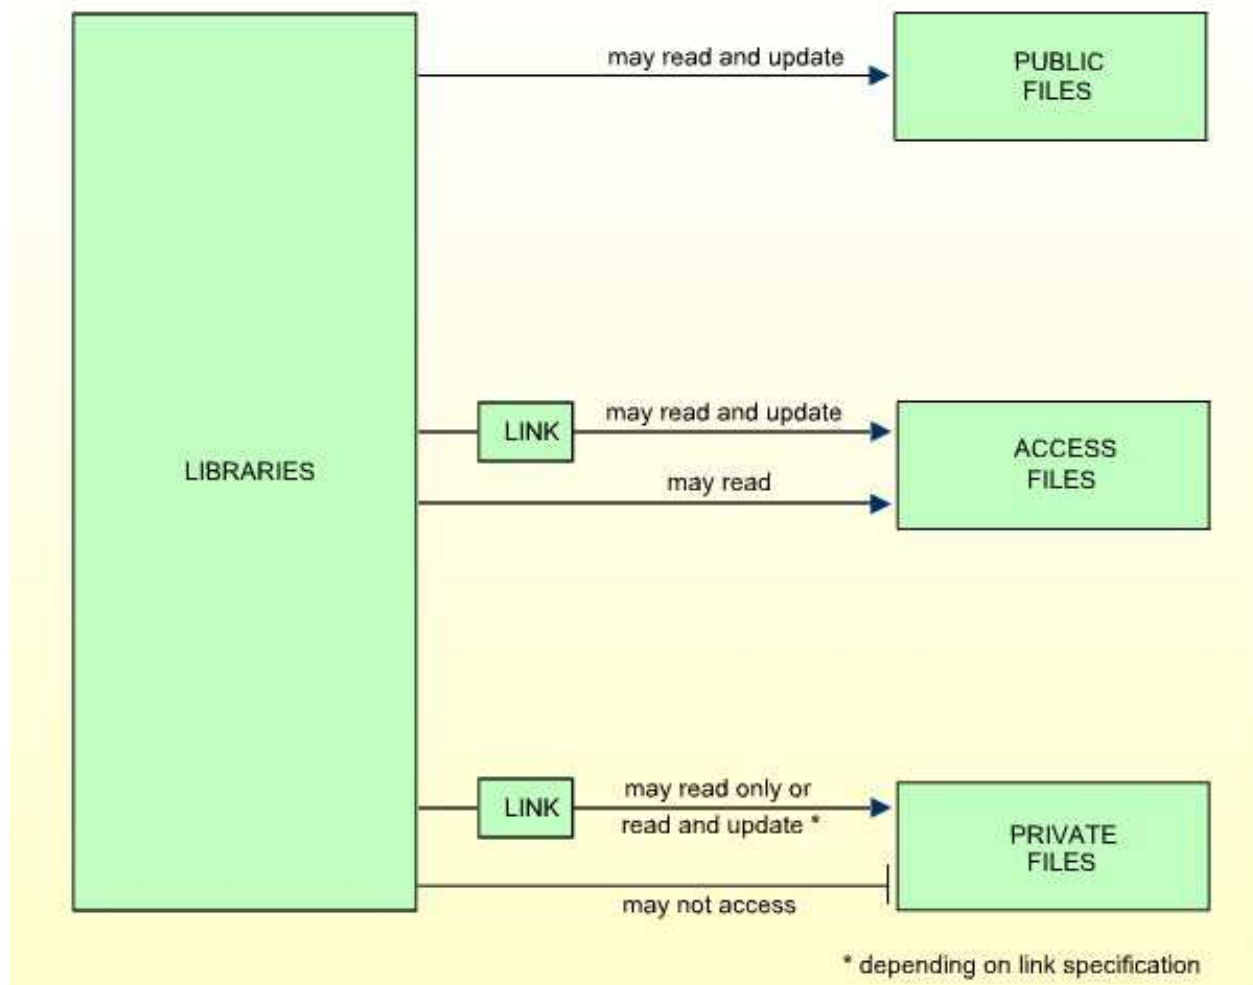 may read and update
PUBLIC
FILES
LIBRARIES
LINK
may read and update
may read
ACCESS
FILES
LINK
may read only or
read and update *
may not access
PRIVATE
FILES
* depending on link specification